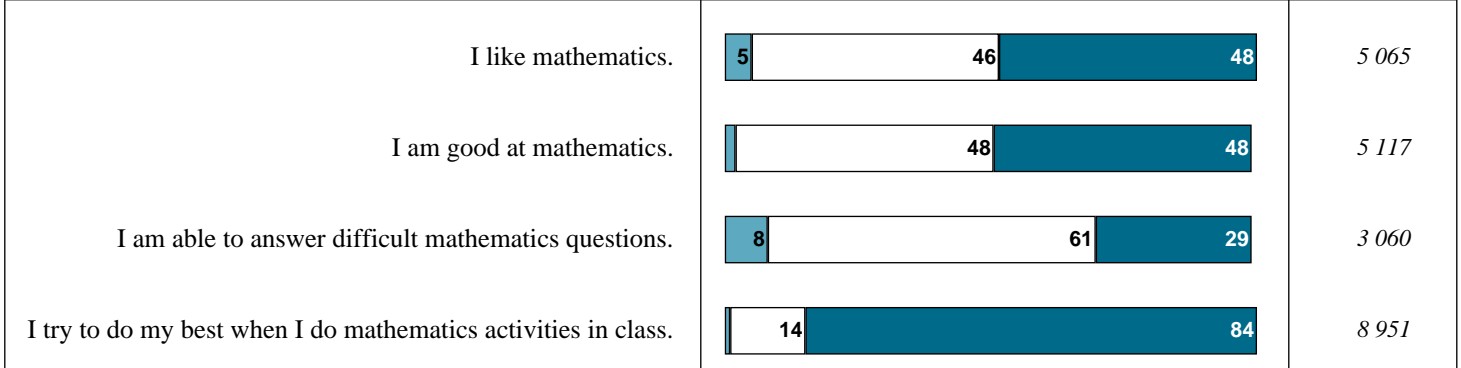 I like mathematics. 5 46 48 5 065
I am good at mathematics. 48 48 5 117
I am able to answer difficult mathematics questions. 8 61 29 3 060
I try to do my best when I do mathematics activities in class. 14 84 8 951